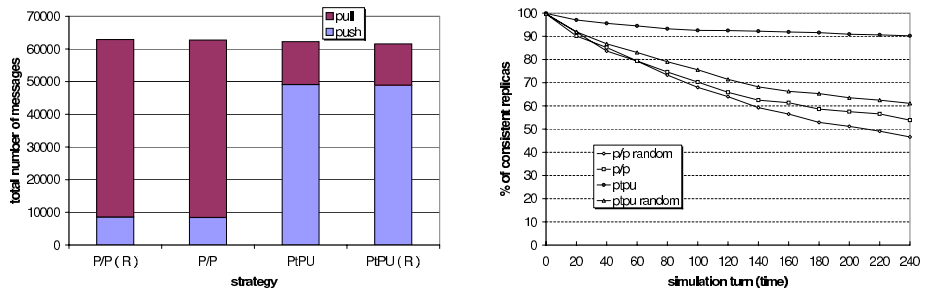 70000
60000
50000
40000
30000
20000
10000
0
total number of messages
pull
push
P/P ( R )
P/P
PtPU
PtPU ( R )
strategy
100
90
80
70
60
50
40
30
20
10
0
% of consistent replicas
p/p random
p/p
ptpu
ptpu random
0 20 40 60 80 100 120 140 160 180 200 220 240
simulation turn (time)